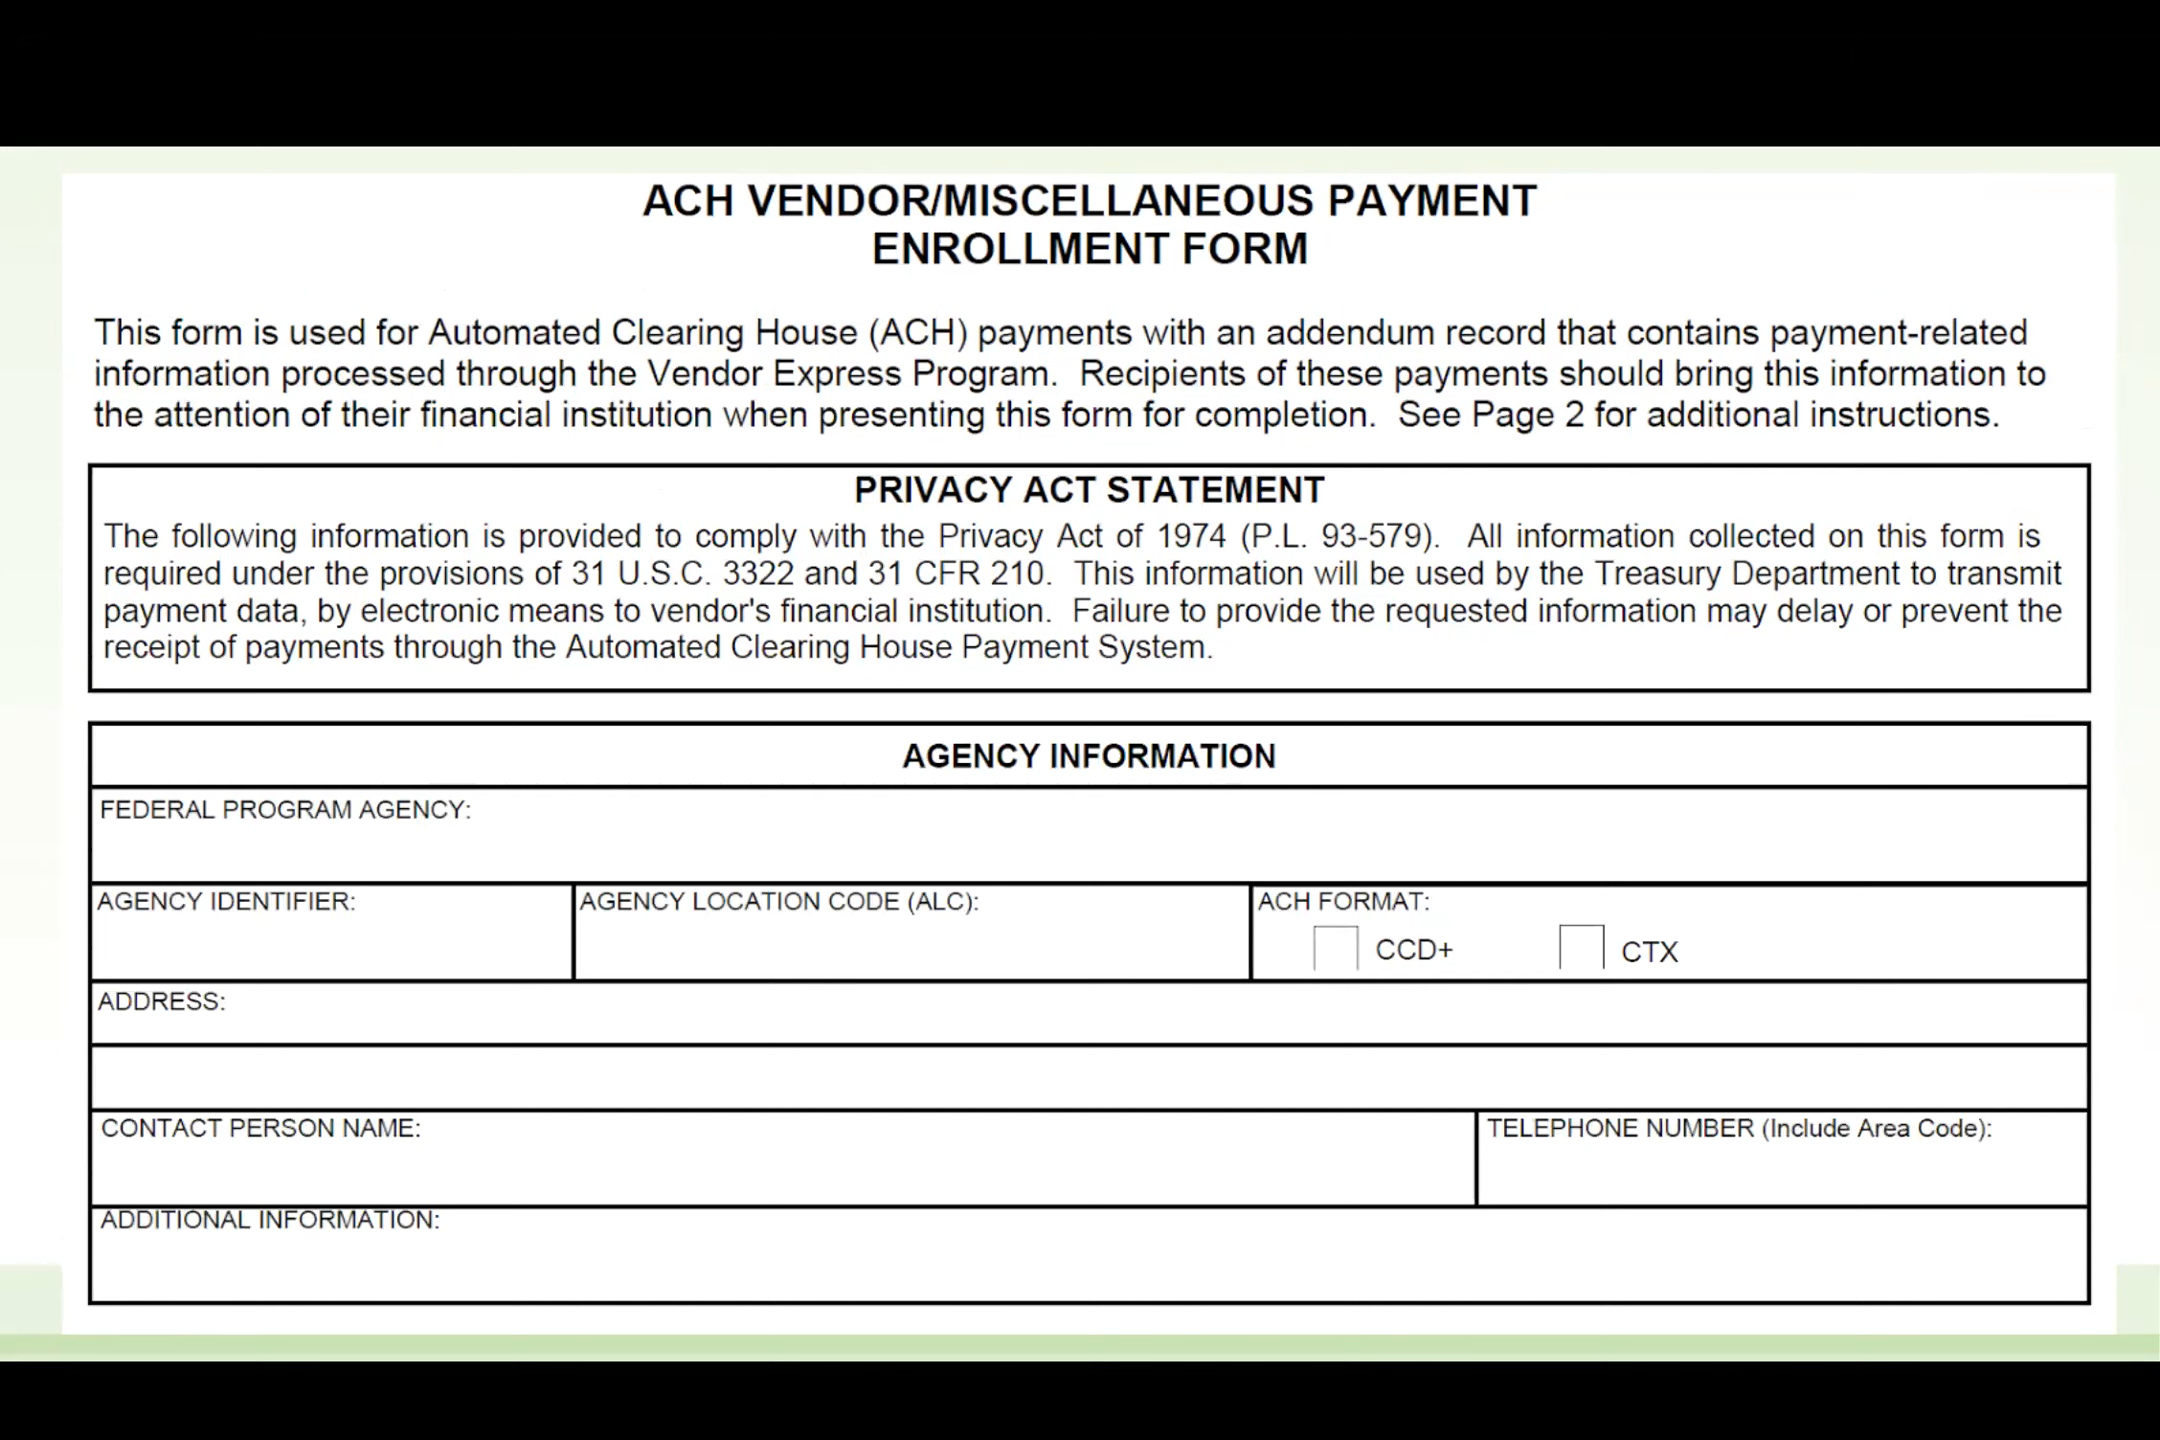 ACH VENDOR/MISCELLANEOUS PAYMENT
ENROLLMENT FORM
This form is used for Automated Clearing House (ACH) payments with an addendum record that contains payment-related
information processed through the Vendor Express Program. Recipients of these payments should bring this information to
the attention of their financial institution when presenting this form for completion. See Page 2 for additional instructions.
PRIVACY ACT STATEMENT
The following information is provided to comply with the Privacy Act of 1974 (P.L. 93-579). All information collected on this form is
required under the provisions of 31 U.S.C. 3322 and 31 CFR 210. This information will be used by the Treasury Department to transmit
payment data, by electronic means to vendor's financial institution. Failure to provide the requested information may delay or prevent the
receipt of payments through the Automated Clearing House Payment System.
AGENCY INFORMATION
FEDERAL PROGRAM AGENCY:
AGENCY IDENTIFIER: AGENCY LOCATION CODE (ALC): ACH FORMAT:
CCD+ CTX
ADDRESS:
CONTACT PERSON NAME: TELEPHONE NUMBER (Include Area Code):
ADDITIONAL INFORMATION: